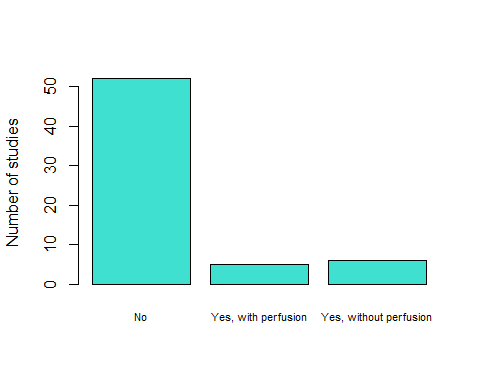 Number of studies
50
40
30
20
10
0
No
Yes, with perfusion
Yes, without perfusion